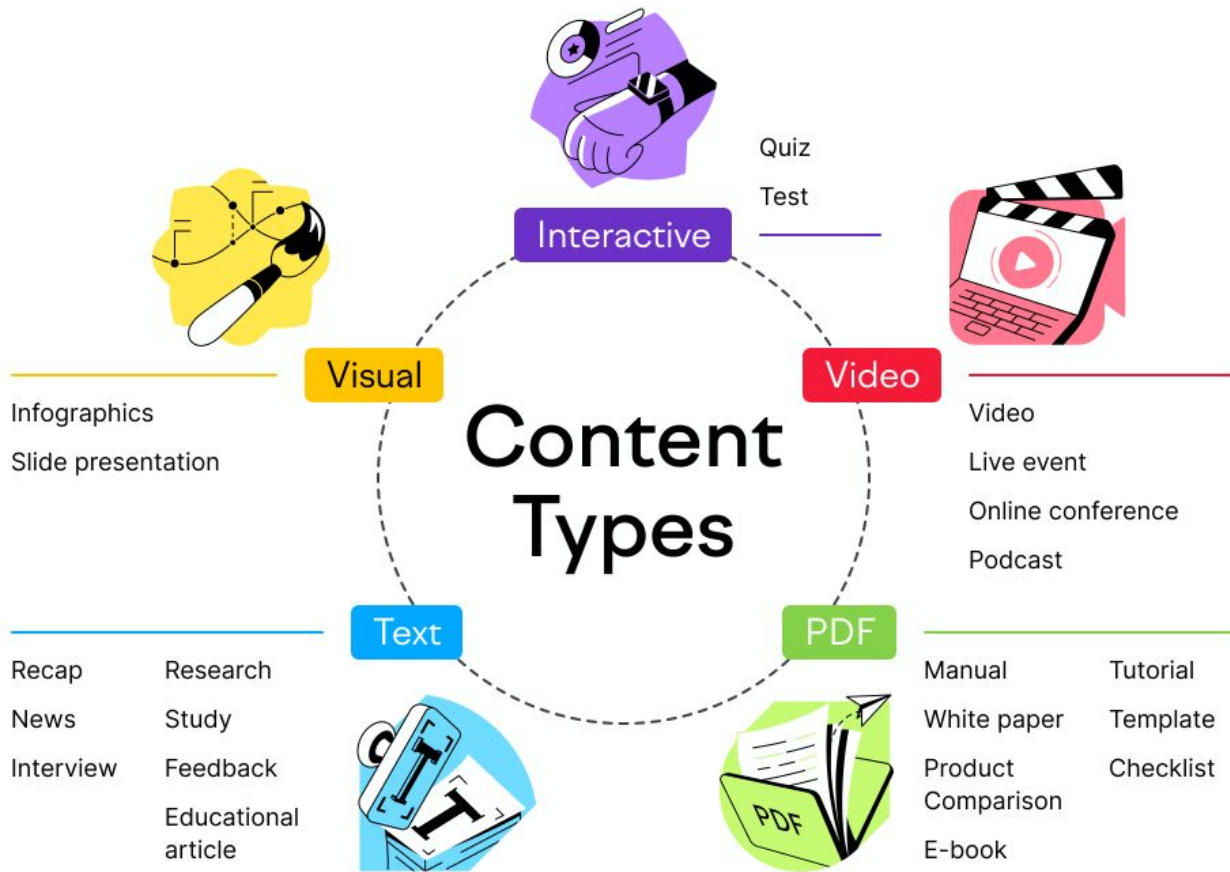 Interactive
Quiz
Test
Visual
Infographics
Slide presentation
Video
Video
Live event
Online conference
Podcast
Content
Types
Text
Recap
News
Interview
Research
Study
Feedback
Educational
article
PDF
Manual
White paper
Product
Comparison
E-book
Tutorial
Template
Checklist
PDF